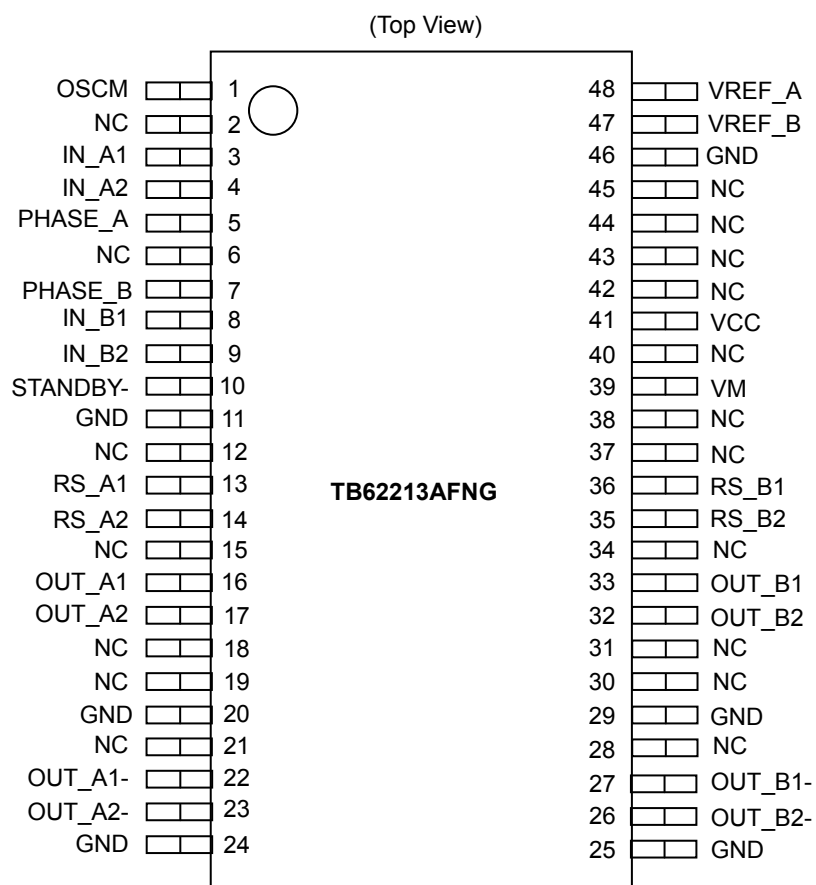 (Top View)
OSCM 1
NC 2
IN_A1 3
IN_A2 4
PHASE_A 5
NC 6
PHASE_B 7
IN_B1 8
IN_B2 9
STANDBY- 10
GND 11
NC 12
RS_A1 13
RS_A2 14
NC 15
OUT_A1 16
OUT_A2 17
NC 18
NC 19
GND 20
NC 21
OUT_A1- 22
OUT_A2- 23
GND 24
TB62213AFNG
48 VREF_A
47 VREF_B
46 GND
45 NC
44 NC
43 NC
42 NC
41 VCC
40 NC
39 VM
38 NC
37 NC
36 RS_B1
35 RS_B2
34 NC
33 OUT_B1
32 OUT_B2
31 NC
30 NC
29 GND
28 NC
27 OUT_B1-
26 OUT_B2-
25 GND